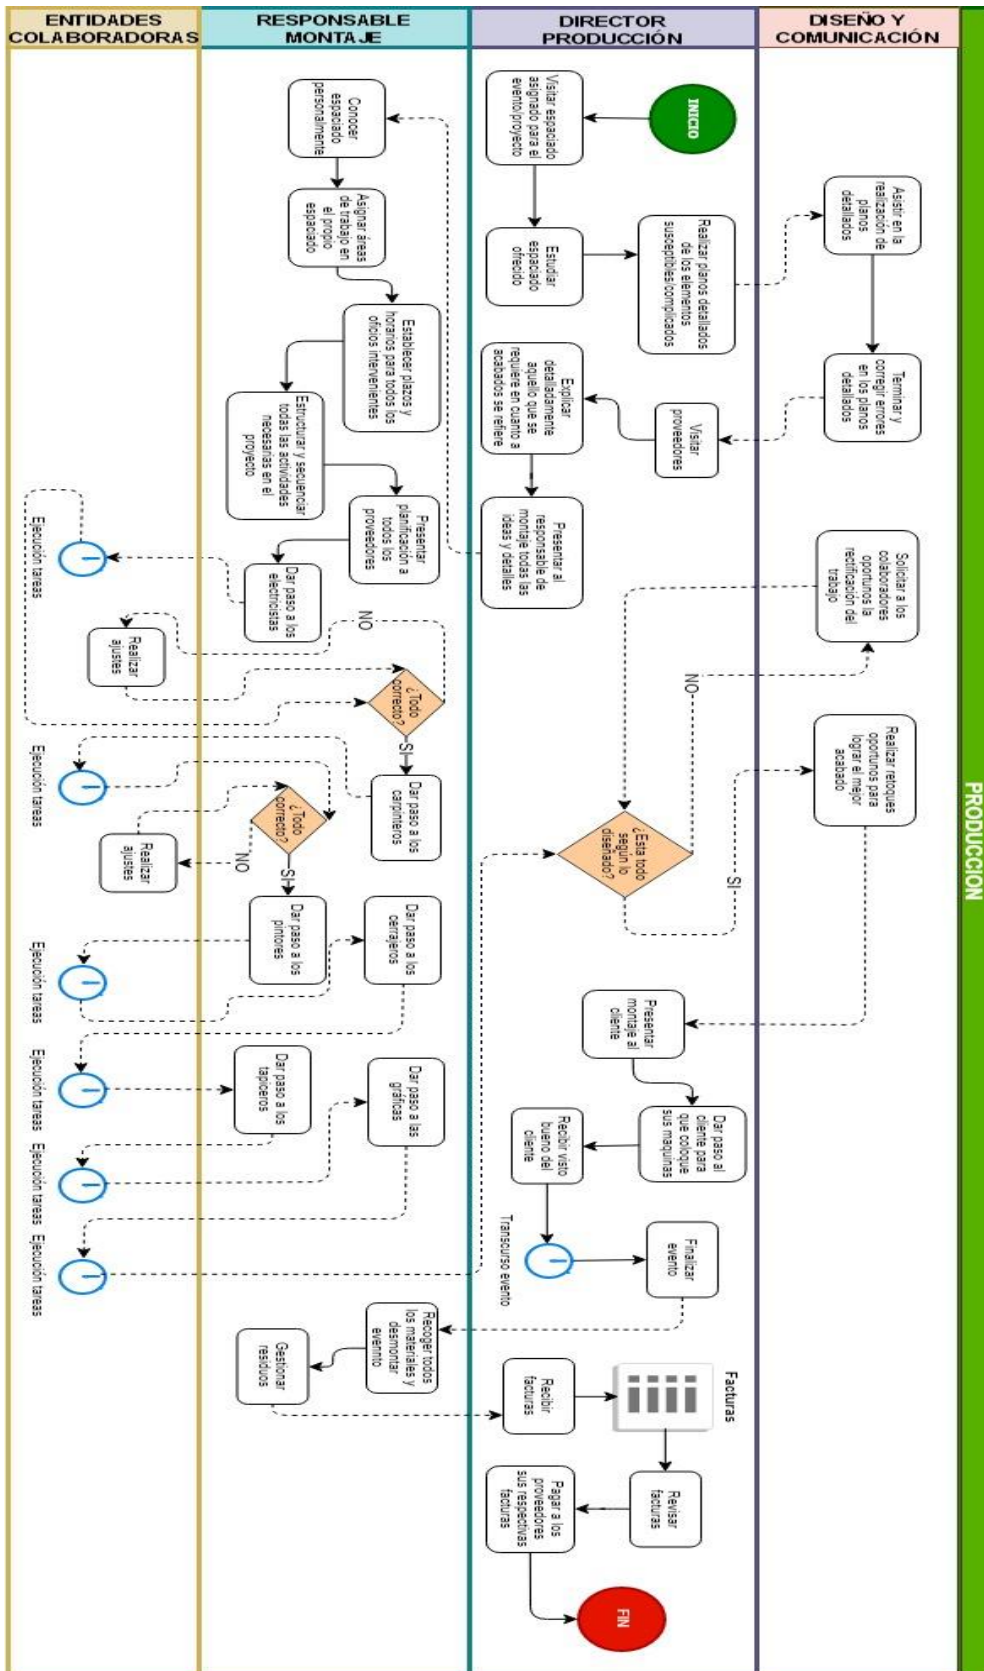 PRODUCCION
DISEÑO Y
COMUNICACIÓN
DIRECTOR
PRODUCCIÓN
RESPONSABLE
MONTAJE
ENTIDADES
COLABORADORAS
INICIO
Visitar espaciado
asignado para el
evento/proyecto
Estudiar
espaciado
ofrecido
Realizar planos detallados
de los elementos
susceptibles/complicados
Asistir en la
realización de
planos
detallados
Terminar y
corregir errores
en los planos
detallados
Visitar
proveedores
Explicar
detalladamente
aquello que se
requiere en cuanto a
acabados se refiere
Presentar al
responsable de
montaje todas las
ideas y detalles
Conocer
espaciado
personalmente
Asignar áreas
de trabajo en
el propio
espaciado
Establecer plazos y
horarios para todos los
oficios intervenientes
Estructurar y secuenciar
todas las actividades
necesarias en el
proyecto
Presentar
planificación a
todos los
proveedores
Dar paso a los
electricistas
Ejecución tareas
¿Todo
correcto?
NO
Realizar
ajustes
SI
Dar paso a los
carpinteros
Ejecución tareas
¿Todo
correcto?
NO
Realizar
ajustes
SI
Dar paso a los
pintores
Ejecución tareas
Dar paso a los
cerrajeros
Ejecución tareas
Dar paso a los
tapiceros
Ejecución tareas
Dar paso a las
gráficas
Ejecución tareas
¿Está todo
según lo
diseñado?
NO
Solicitar a los
colaboradores
oportunos la
rectificación del
trabajo
SI
Realizar retoques
oportunos para
lograr el mejor
acabado
Presentar
montaje al
cliente
Dar paso al
cliente para
que coloque
sus maquinas
Recibir visto
bueno del
cliente
Transcurso evento
Finalizar
evento
Recoger todos
los materiales y
desmontar
evennto
Gestionar
residuos
Recibir
facturas
Facturas
Revisar
facturas
Pagar a los
proveedores
sus respectivas
facturas
FIN